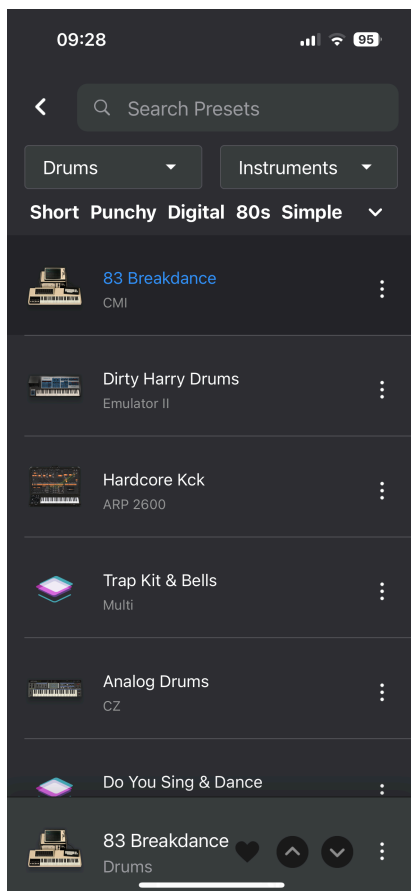 09:28
95
Search Presets
Drums
Instruments
Short Punchy Digital 80s Simple
83 Breakdance
CMI
Dirty Harry Drums
Emulator II
Hardcore Kck
ARP 2600
Trap Kit & Bells
Multi
Analog Drums
CZ
Do You Sing & Dance
83 Breakdance
Drums